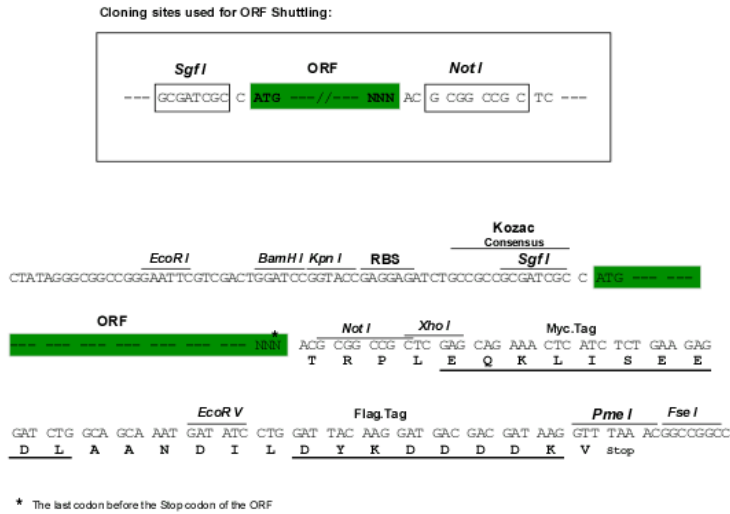 Cloning sites used for ORF Shuttling:
Sgf I ORF Not I
--- GCGATCGC C ATG ---//--- NNN AC G CGG CCG C TC ---
Kozac
Consensus
EcoR I BamH I Kpn I RBS Sgf I
CTATAGGGCGGCCGGGAATTCGTCGACTGGATCCGGTACCGAGGAGATCTGCCGCCGCGATCGC C ATG --- ---
ORF
*
Not I Xho I Myc.Tag
--- --- --- --- --- --- --- --- NNN ACG CGG CCG CTC GAG CAG AAA CTC ATC TCT GAA GAG
T R P L E Q K L I S E E
EcoR V Flag.Tag Pme I Fse I
GAT CTG GCA GCA AAT GAT ATC CTG GAT TAC AAG GAT GAC GAC GAT AAG GTT TAA ACGGCCGGCC
D L A A N D I L D Y K D D D D K V Stop
* The last codon before the Stop codon of the ORF